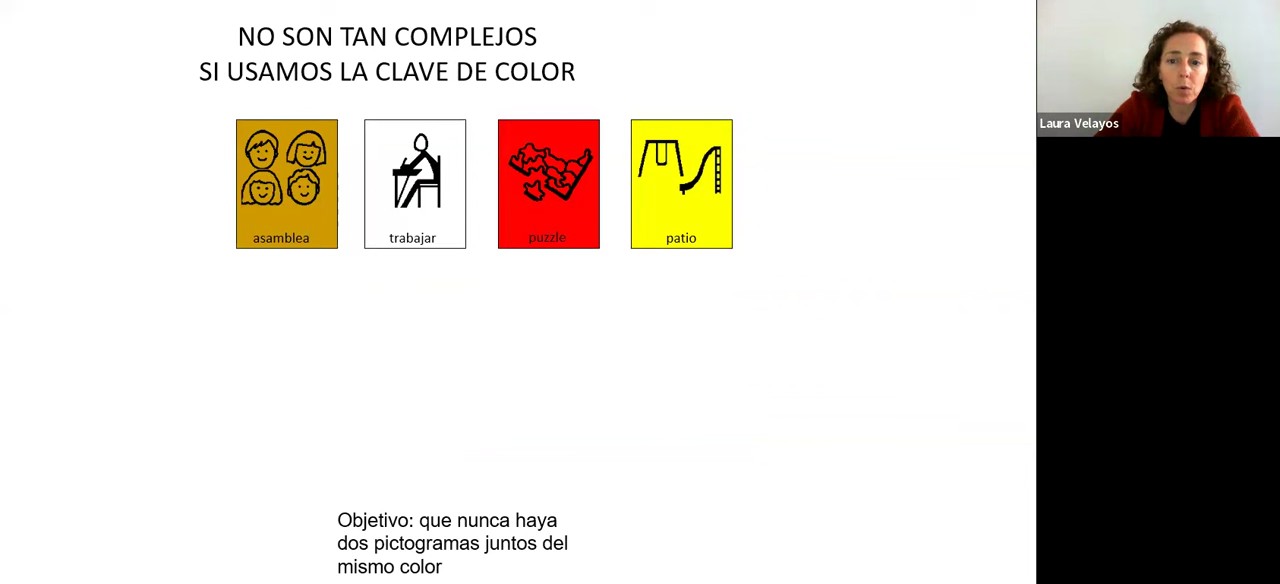 NO SON TAN COMPLEJOS
SI USAMOS LA CLAVE DE COLOR
Laura Velayos
asamblea
trabajar
puzzle
patio
Objetivo: que nunca haya
dos pictogramas juntos del
mismo color